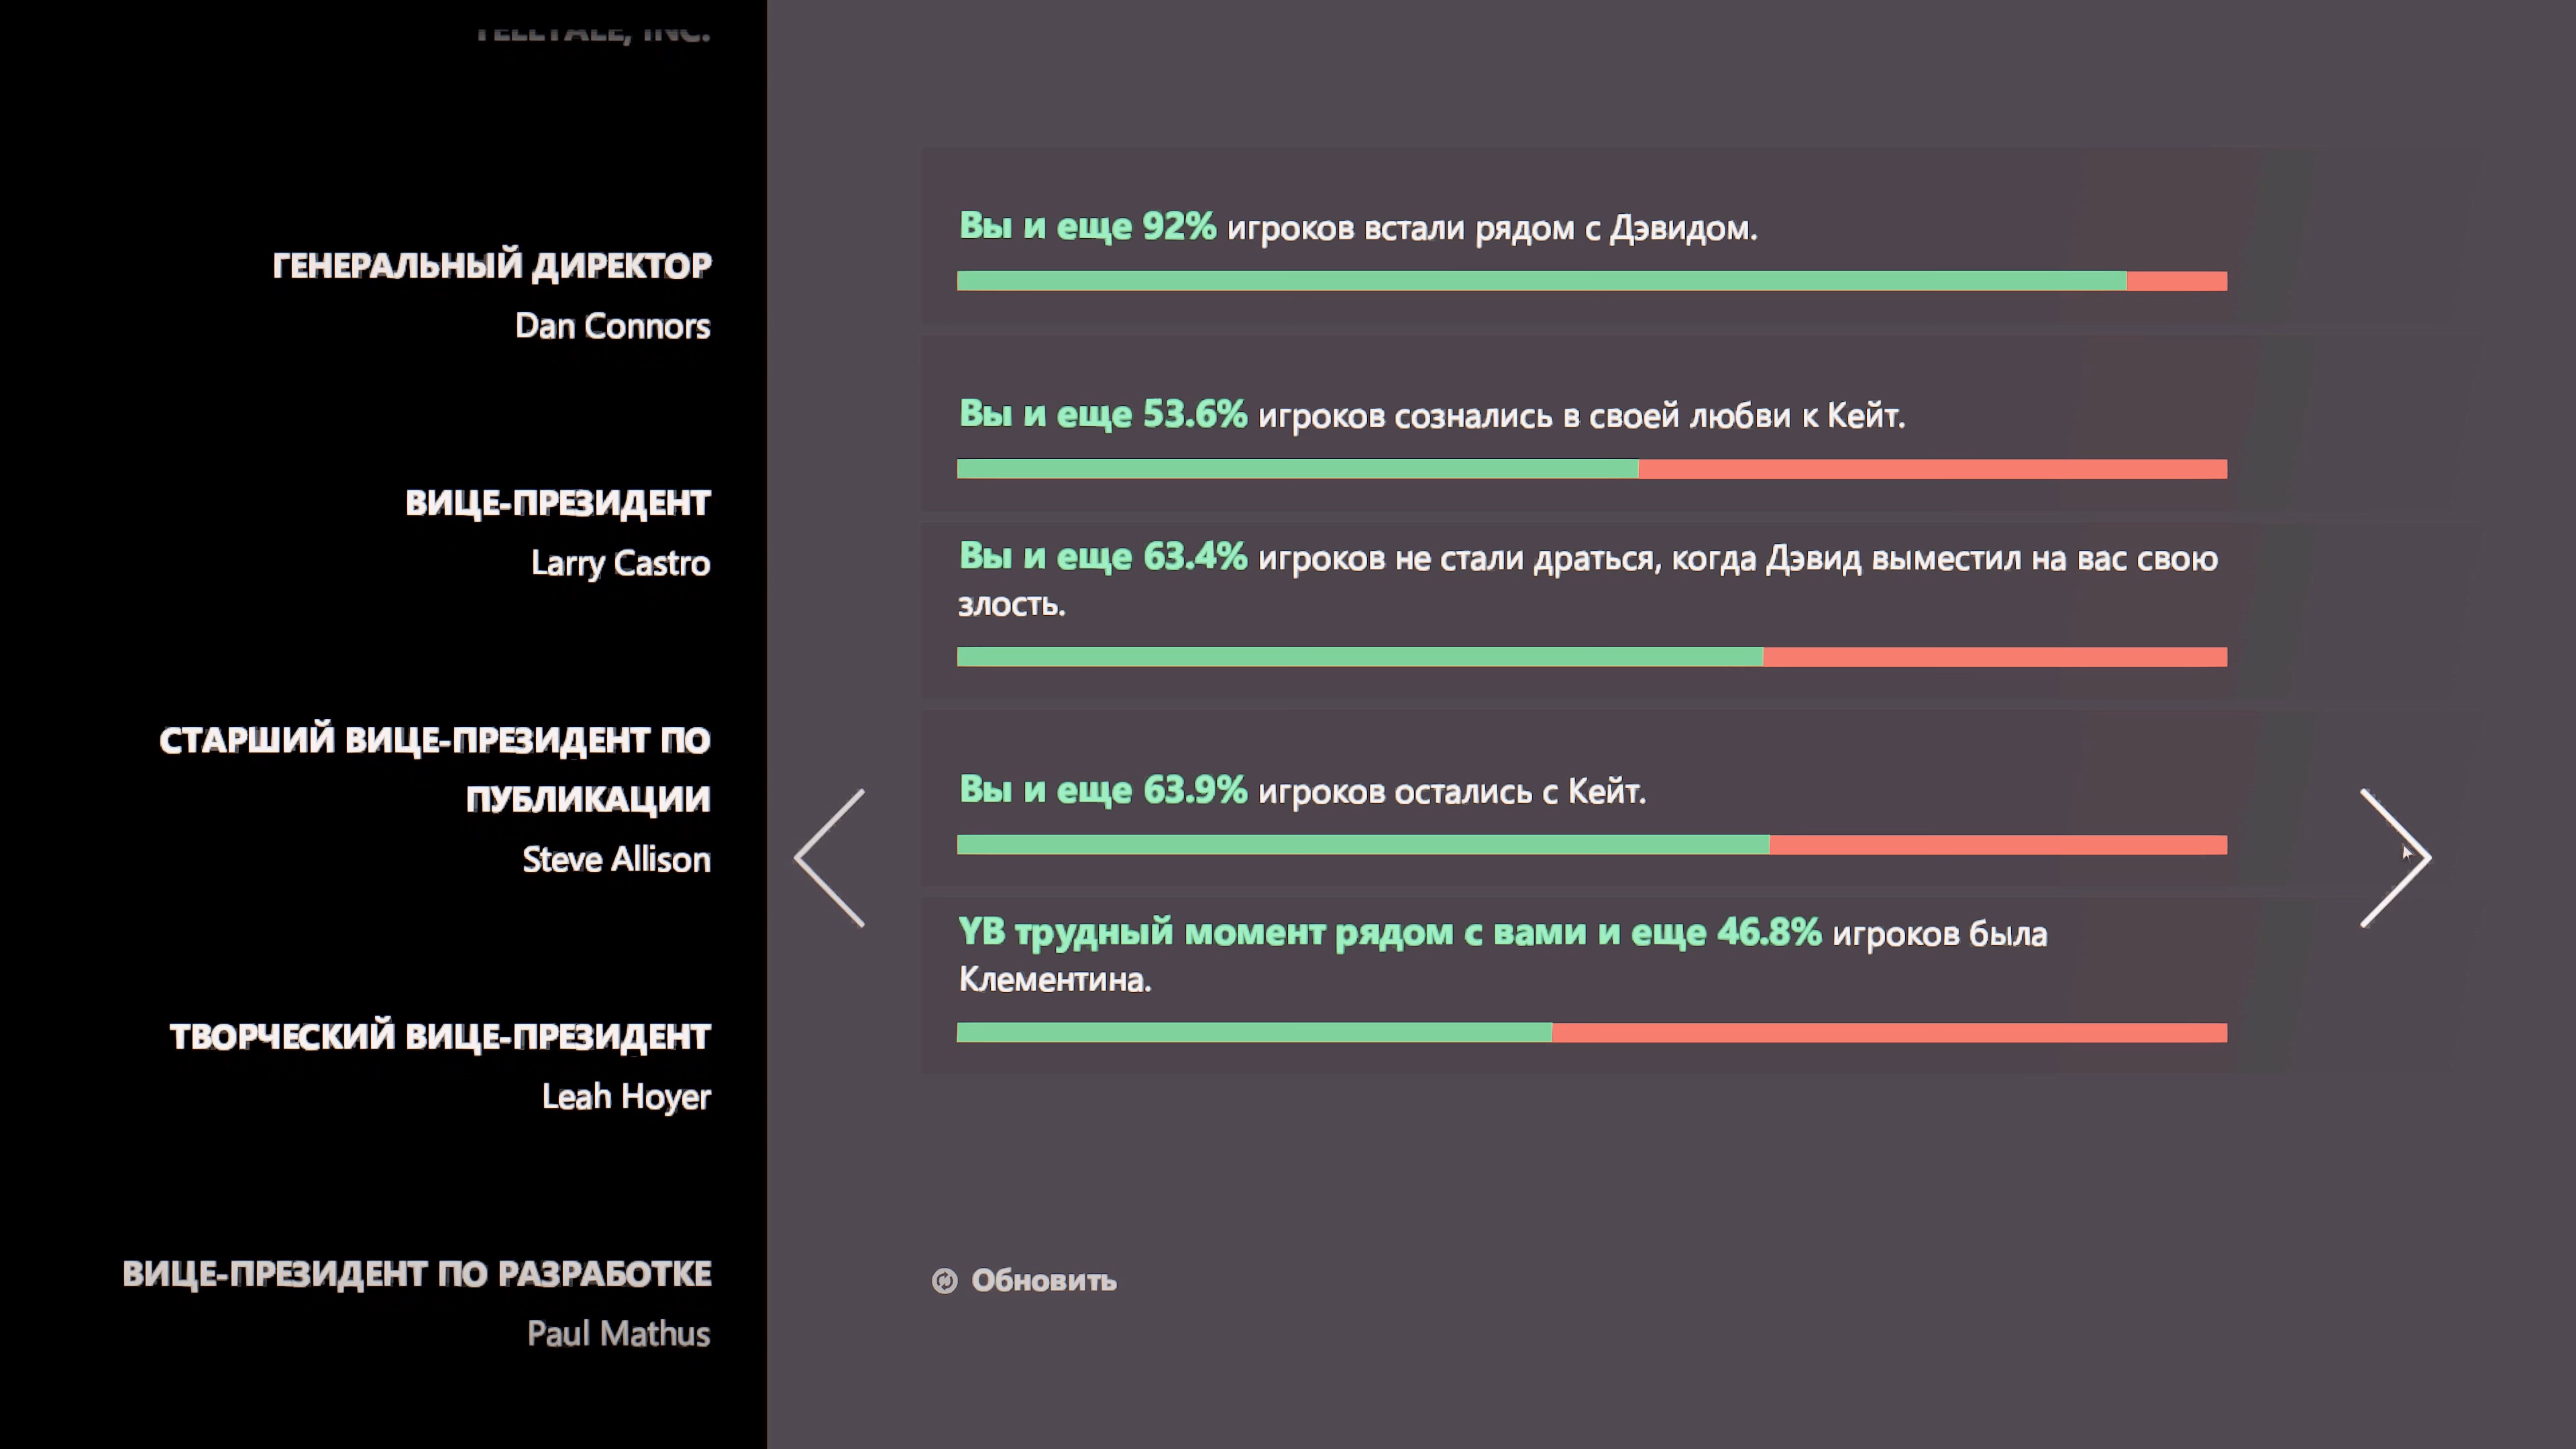 TELLTALE, INC.
ГЕНЕРАЛЬНЫЙ ДИРЕКТОР
Dan Connors
ВИЦЕ-ПРЕЗИДЕНТ
Larry Castro
СТАРШИЙ ВИЦЕ-ПРЕЗИДЕНТ ПО
ПУБЛИКАЦИИ
Steve Allison
ТВОРЧЕСКИЙ ВИЦЕ-ПРЕЗИДЕНТ
Leah Hoyer
ВИЦЕ-ПРЕЗИДЕНТ ПО РАЗРАБОТКЕ
Paul Mathus
Вы и еще 92% игроков встали рядом с Дэвидом.
Вы и еще 53.6% игроков сознались в своей любви к Кейт.
Вы и еще 63.4% игроков не стали драться, когда Дэвид выместил на вас свою
злость.
Вы и еще 63.9% игроков остались с Кейт.
YВ трудный момент рядом с вами и еще 46.8% игроков была
Клементина.
Обновить